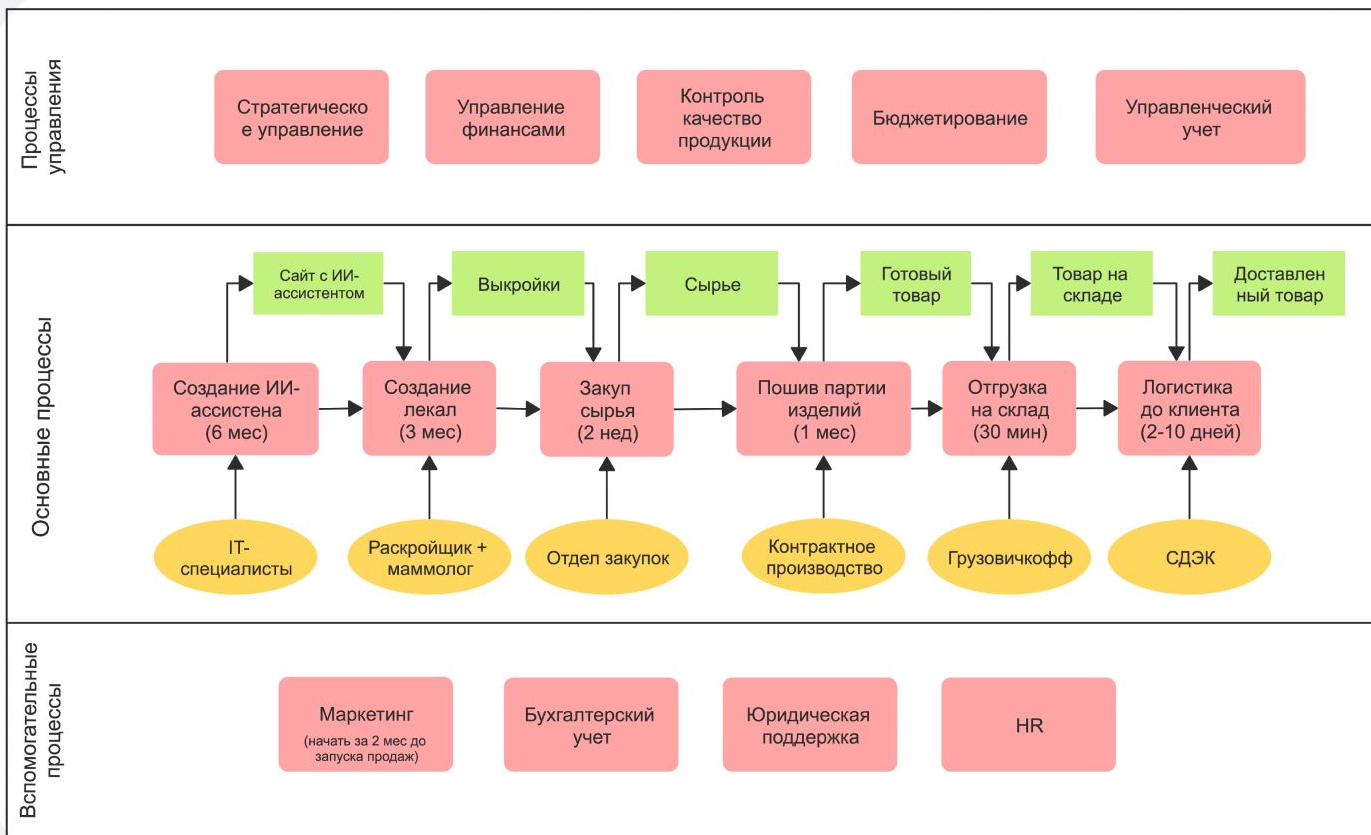 Процессы
управления
Стратегическо
е управление
Управление
финансами
Контроль
качество
продукции
Бюджетирование
Управленческий
учет
Основные процессы
Сайт с ИИ-
ассистентом
Выкройки
Сырье
Готовый
товар
Товар на
складе
Доставлен
ный товар
Создание ИИ-
ассистена
(6 мес)
Создание
лекал
(3 мес)
Закуп
сырья
(2 нед)
Пошив партии
изделий
(1 мес)
Отгрузка
на склад
(30 мин)
Логистика
до клиента
(2-10 дней)
IT-
специалисты
Раскройщик +
маммолог
Отдел закупок
Контрактное
производство
Грузовичкофф
СДЭК
Вспомогательные
процессы
Маркетинг
(начать за 2 мес до
запуска продаж)
Бухгалтерский
учет
Юридическая
поддержка
HR